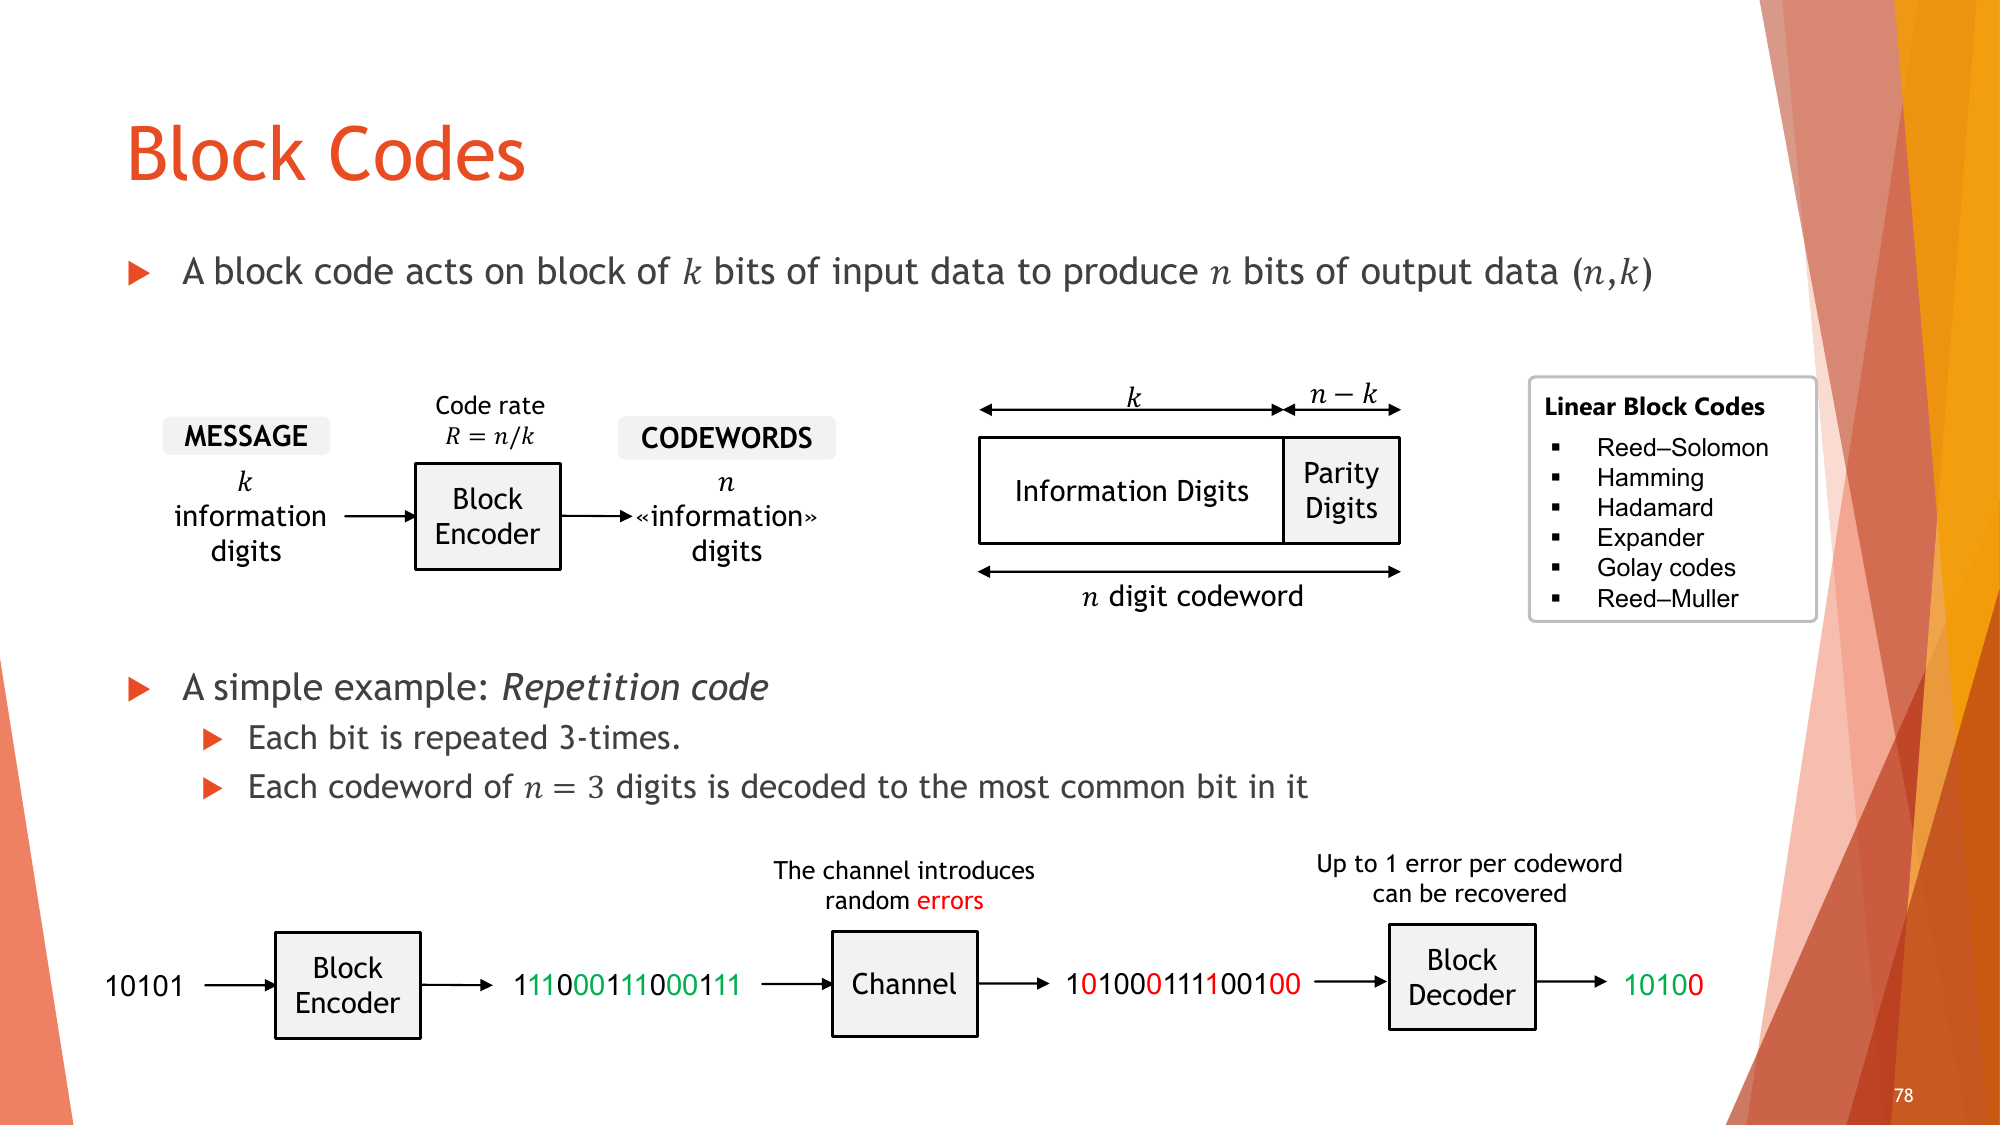 Block Codes
A block code acts on block of k bits of input data to produce n bits of output data (n,k)
MESSAGE
k
information
digits
Code rate
R = n/k
Block
Encoder
CODEWORDS
n
«information»
digits
k
n − k
Information Digits
Parity
Digits
n digit codeword
Linear Block Codes
▪ Reed–Solomon
▪ Hamming
▪ Hadamard
▪ Expander
▪ Golay codes
▪ Reed–Muller
A simple example: Repetition code
Each bit is repeated 3-times.
Each codeword of n = 3 digits is decoded to the most common bit in it
10101
Block
Encoder
111000111000111
The channel introduces
random errors
Channel
101000111100100
Up to 1 error per codeword
can be recovered
Block
Decoder
10100
78